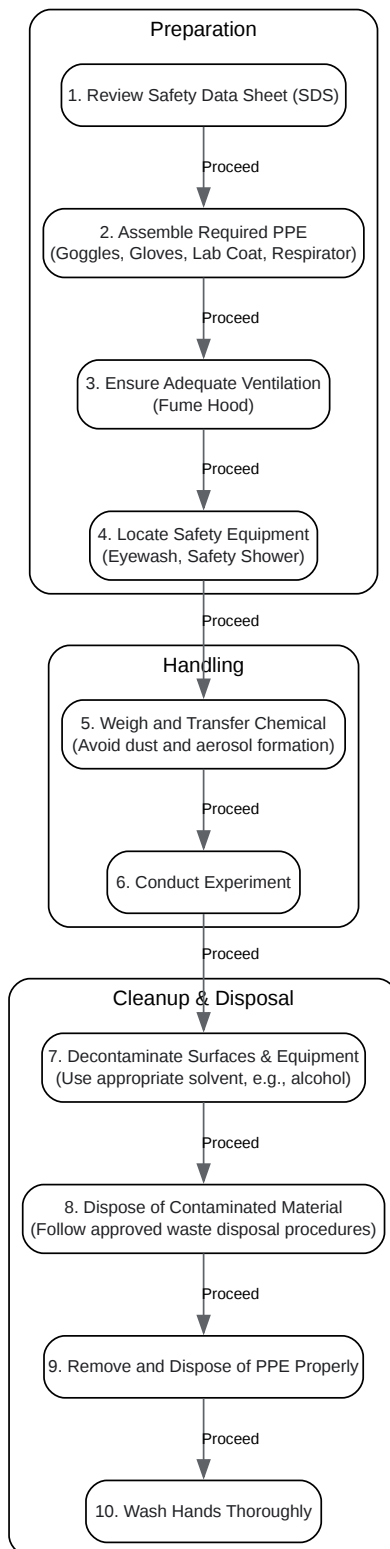 Preparation
1. Review Safety Data Sheet (SDS)
Proceed
2. Assemble Required PPE
(Goggles, Gloves, Lab Coat, Respirator)
Proceed
3. Ensure Adequate Ventilation
(Fume Hood)
Proceed
4. Locate Safety Equipment
(Eyewash, Safety Shower)
Proceed
Handling
5. Weigh and Transfer Chemical
(Avoid dust and aerosol formation)
Proceed
6. Conduct Experiment
Proceed
Cleanup & Disposal
7. Decontaminate Surfaces & Equipment
(Use appropriate solvent, e.g., alcohol)
Proceed
8. Dispose of Contaminated Material
(Follow approved waste disposal procedures)
Proceed
9. Remove and Dispose of PPE Properly
Proceed
10. Wash Hands Thoroughly